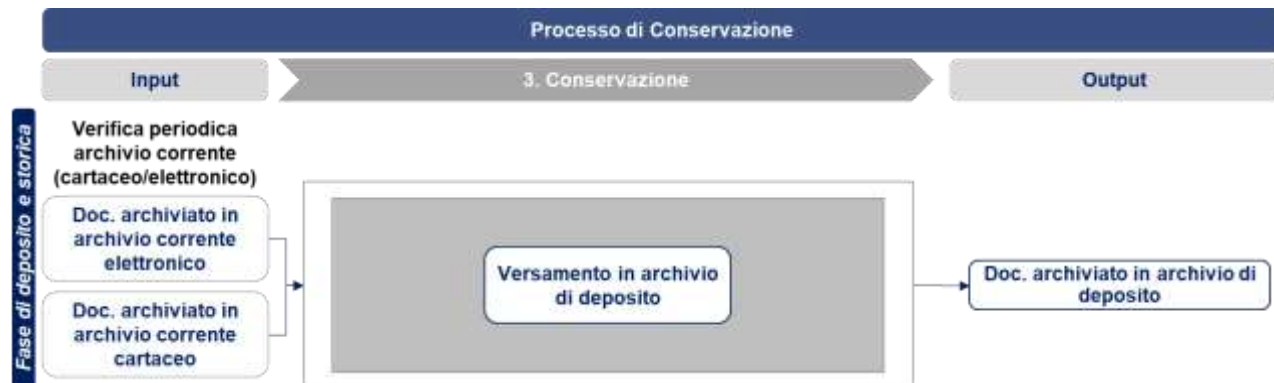 Processo di Conservazione
Input
3. Conservazione
Output
Fase di deposito e storica
Verifica periodica
archivio corrente
(cartaceo/elettronico)
Doc. archiviato in
archivio corrente
elettronico
Doc. archiviato in
archivio corrente
cartaceo
Versamento in archivio
di deposito
Doc. archiviato in archivio di
deposito